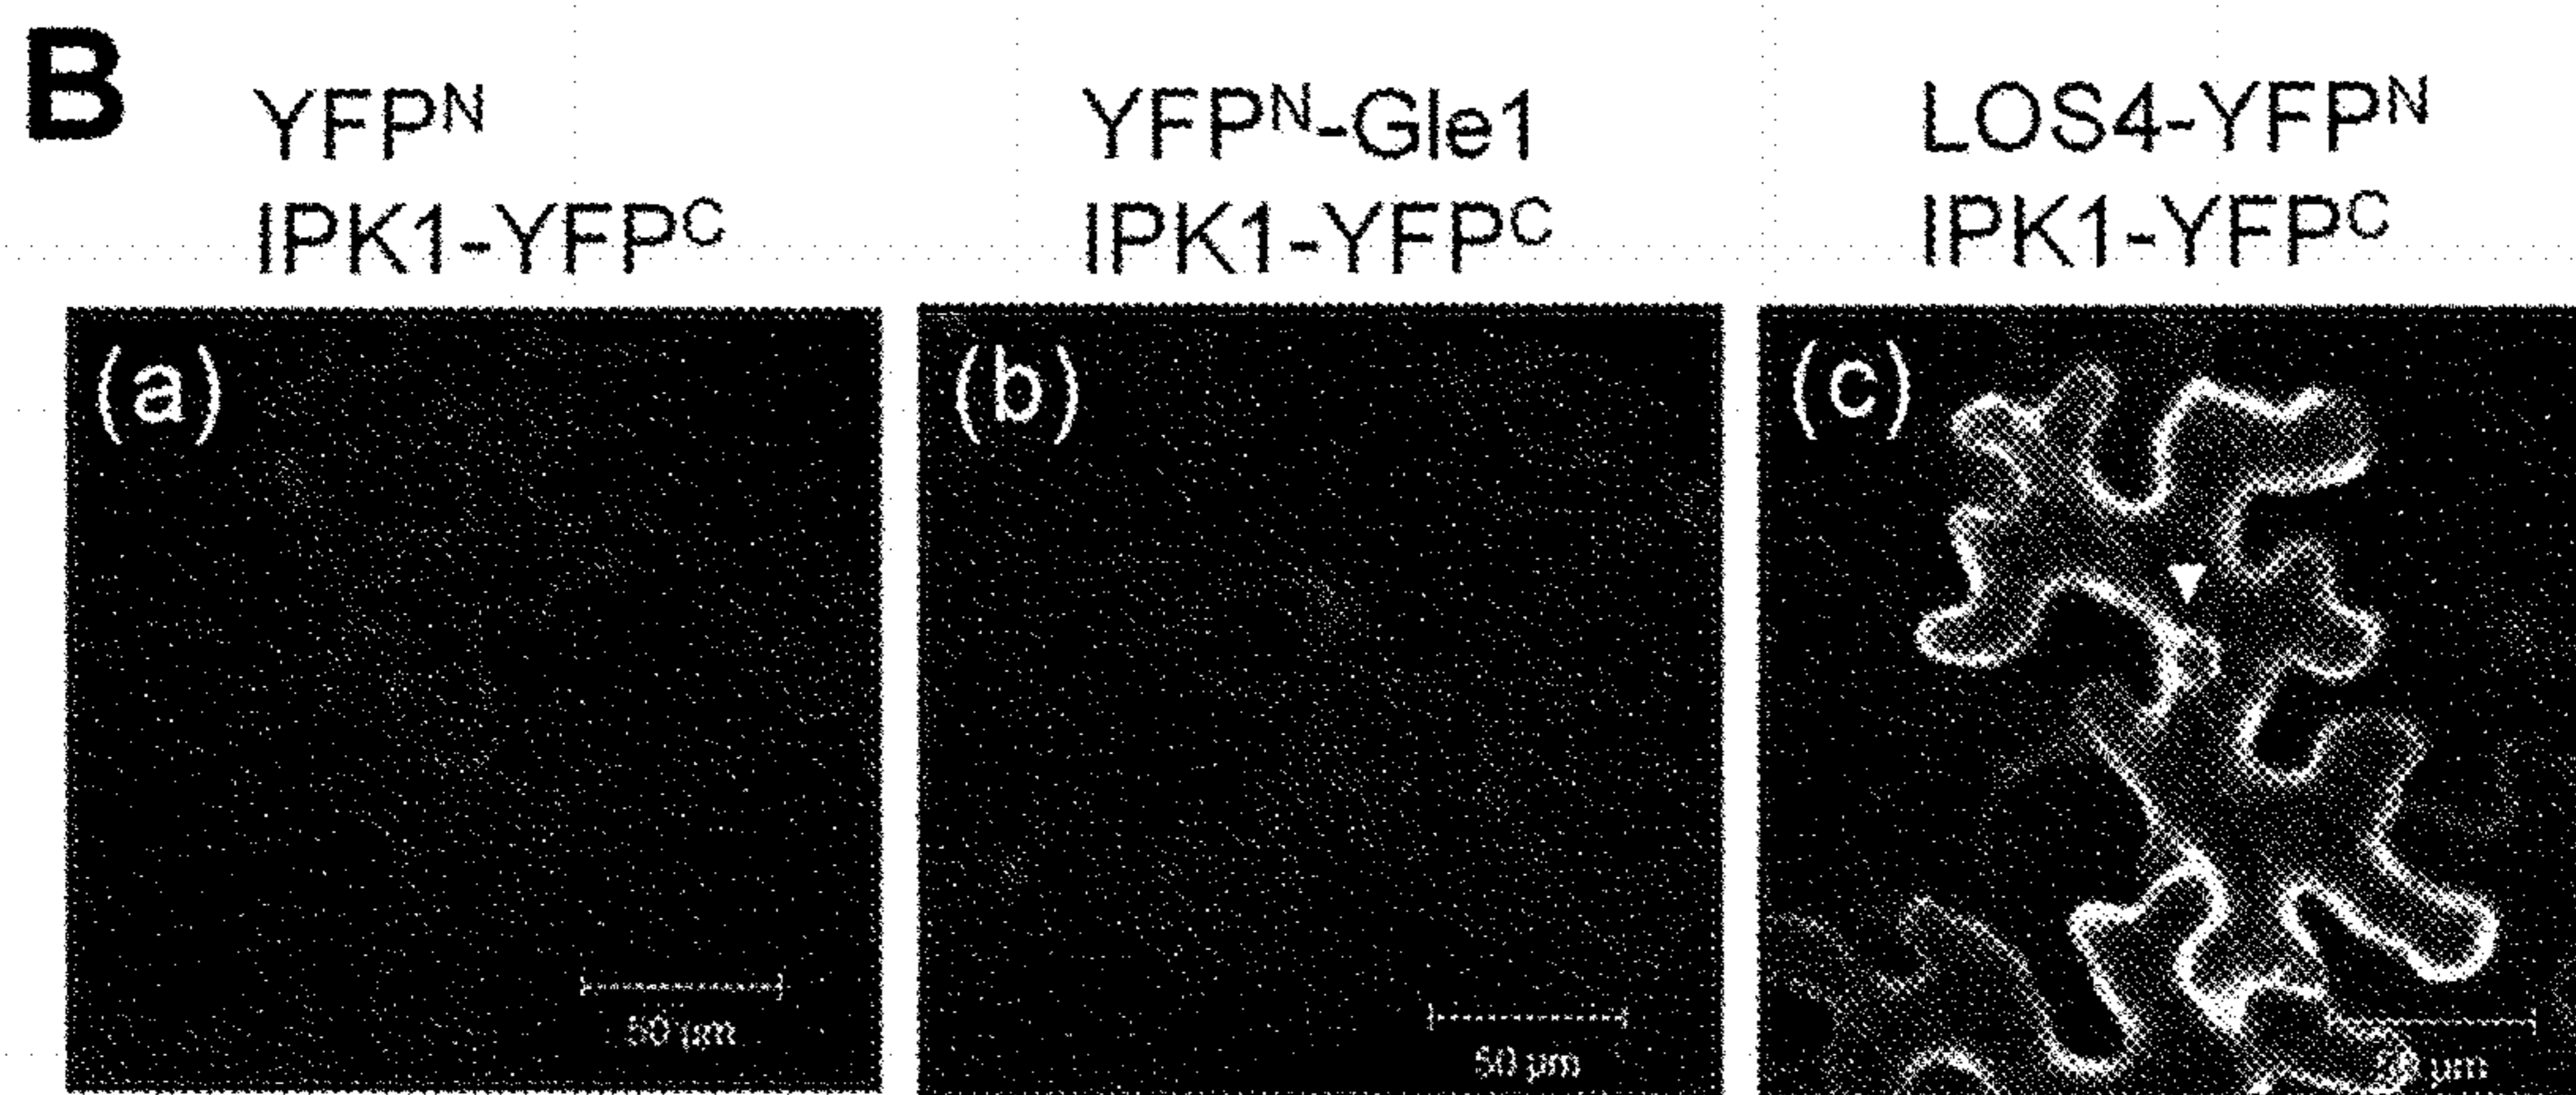 B
YFPᴺ
IPK1-YFPᶜ
YFPᴺ-Gle1
IPK1-YFPᶜ
LOS4-YFPᴺ
IPK1-YFPᶜ
(a)
(b)
(c)
50 µm
50 µm
µm